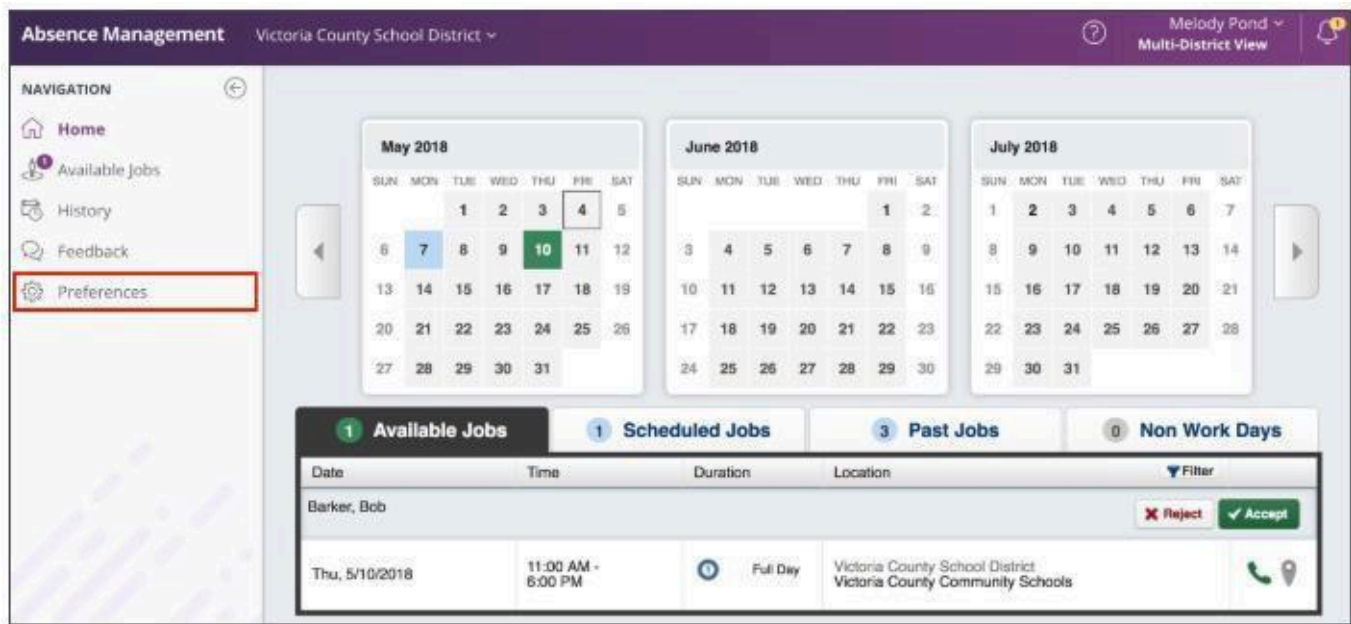 Absence Management Victoria County School District
Melody Pond
Multi-District View
1
NAVIGATION
Home
1
Available Jobs
History
Feedback
Preferences
May 2018
SUN MON TUE WED THU FRI SAT
1 2 3 4 5
6 7 8 9 10 11 12
13 14 15 16 17 18 19
20 21 22 23 24 25 26
27 28 29 30 31
June 2018
SUN MON TUE WED THU FRI SAT
1 2
3 4 5 6 7 8 9
10 11 12 13 14 15 16
17 18 19 20 21 22 23
24 25 26 27 28 29 30
July 2018
SUN MON TUE WED THU FRI SAT
1 2 3 4 5 6 7
8 9 10 11 12 13 14
15 16 17 18 19 20 21
22 23 24 25 26 27 28
29 30 31
1 Available Jobs
1 Scheduled Jobs
3 Past Jobs
0 Non Work Days
Date Time Duration Location Filter
Barker, Bob
Reject Accept
Thu, 5/10/2018
11:00 AM -
6:00 PM
Full Day
Victoria County School District
Victoria County Community Schools